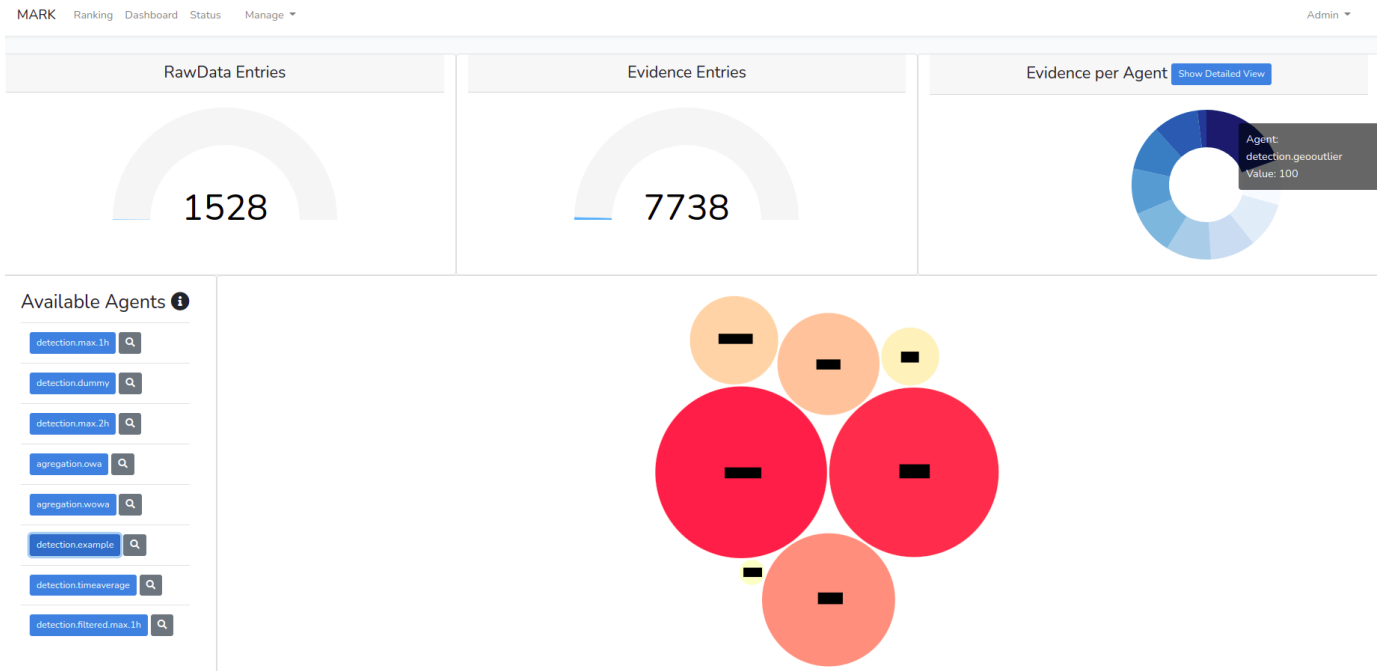 MARK Ranking Dashboard Status Manage Admin
RawData Entries
1528
Evidence Entries
7738
Evidence per Agent Show Detailed View
Agent:
detection.geooutlier
Value: 100
Available Agents
detection.max.1h
detection.dummy
detection.max.2h
agregation.owa
agregation.wowa
detection.example
detection.timeaverage
detection.filtered.max.1h